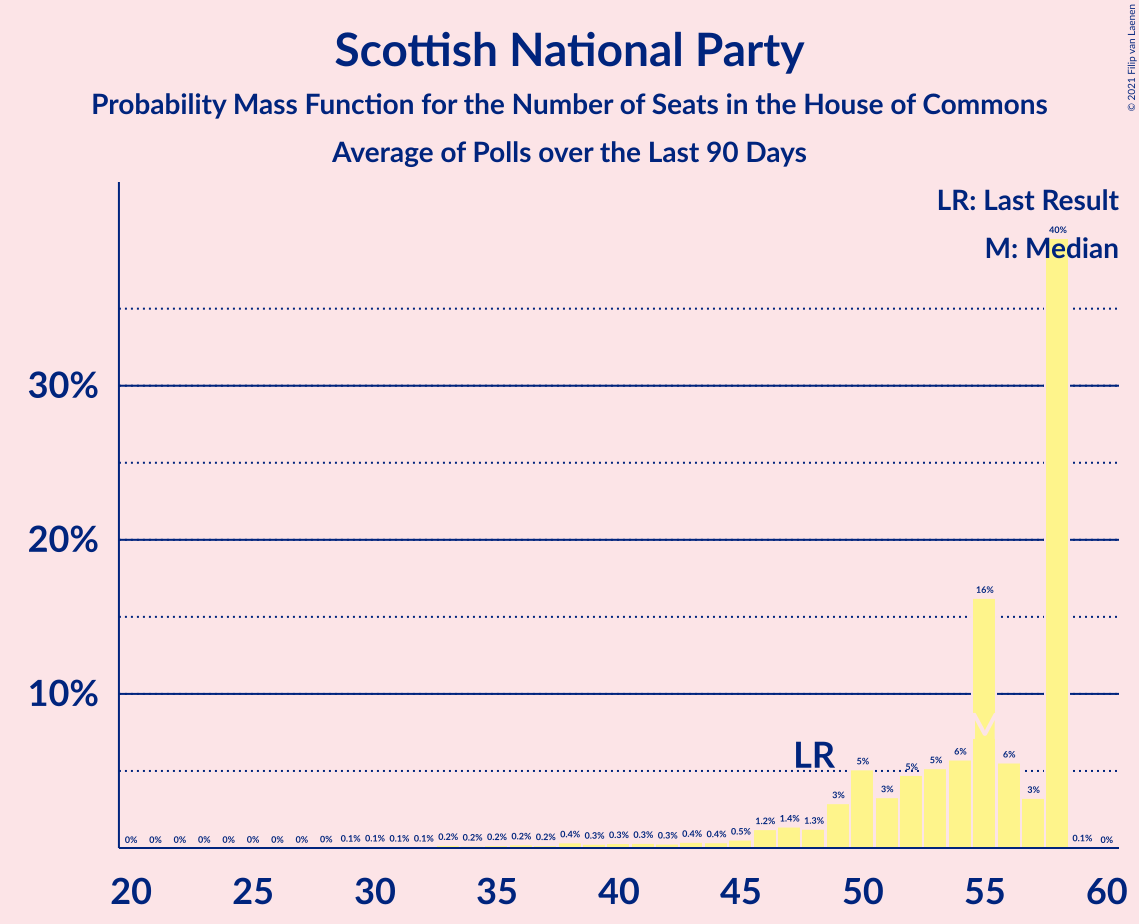 Scottish National Party
Probability Mass Function for the Number of Seats in the House of Commons
Average of Polls over the Last 90 Days
© 2021 Filip van Laenen
LR: Last Result
M: Median
30%
20%
10%
LR
0% 0% 0% 0% 0% 0% 0% 0% 0% 0.1% 0.1% 0.1% 0.1% 0.2% 0.2% 0.2% 0.2% 0.2% 0.4% 0.3% 0.3% 0.3% 0.3% 0.4% 0.4% 0.5% 1.2% 1.4% 1.3% 3% 5% 3% 5% 5% 6% 16% 6% 3% 40% 0.1% 0%
20 25 30 35 40 45 50 55 60